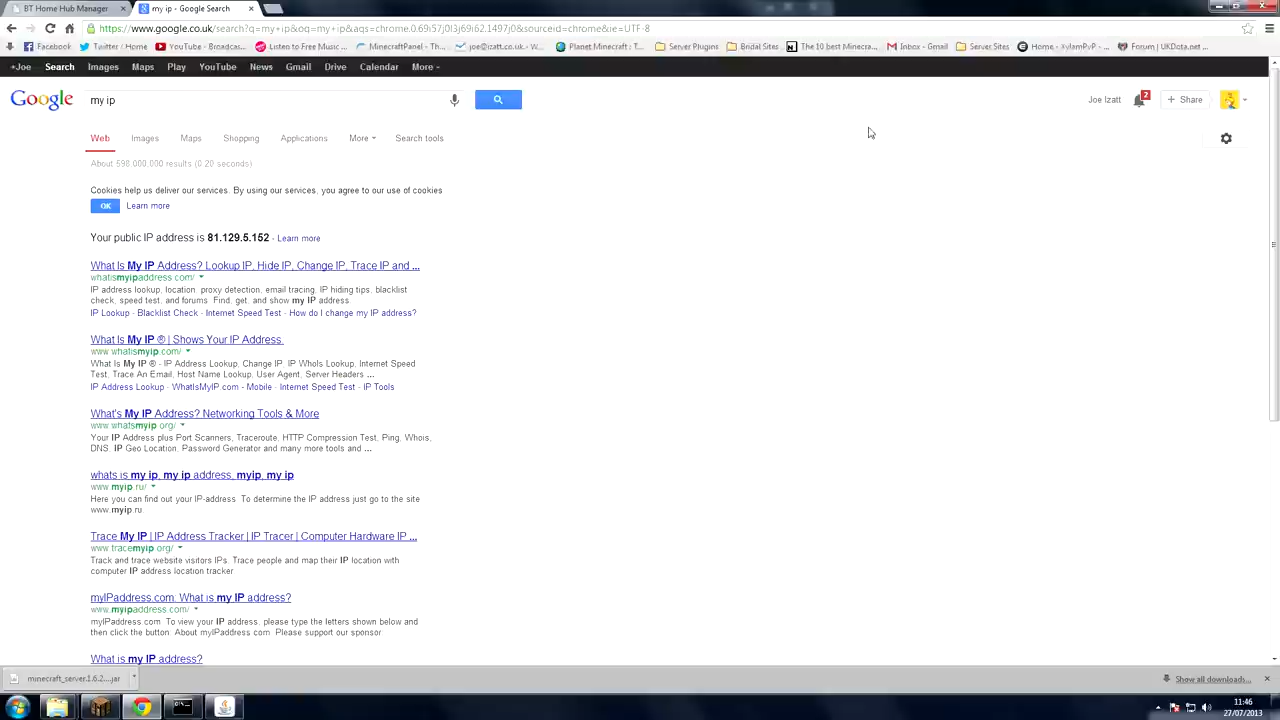 BT Home Hub Manager
my ip - Google Search
https://www.google.co.uk/search?q=my+ip&oq=my+ip&aqs=chrome.0.69i57j0l3j69i62.1497j0&sourceid=chrome&ie=UTF-8
Facebook
Twitter / Home
YouTube - Broadcas...
Listen to Free Music ...
MinecraftPanel - Th...
joe@izatt.co.uk - W...
Planet Minecraft : T...
Server Plugins
Bridal Sites
The 10 best Minecra...
Inbox - Gmail
Server Sites
Home - XylamPvP - ...
Forum | UKDota.net ...
+Joe Search Images Maps Play YouTube News Gmail Drive Calendar More
Google
my ip
Joe Izatt
2
+ Share
Web Images Maps Shopping Applications More Search tools
About 598,000,000 results (0.20 seconds)
Cookies help us deliver our services. By using our services, you agree to our use of cookies
OK Learn more
Your public IP address is 81.129.5.152 - Learn more
What Is My IP Address? Lookup IP, Hide IP, Change IP, Trace IP and ...
whatismyipaddress.com/
IP address lookup, location, proxy detection, email tracing, IP hiding tips, blacklist
check, speed test, and forums. Find, get, and show my IP address.
IP Lookup - Blacklist Check - Internet Speed Test - How do I change my IP address?
What Is My IP ® | Shows Your IP Address.
www.whatismyip.com/
What Is My IP ® - IP Address Lookup, Change IP, IP WhoIs Lookup, Internet Speed
Test, Trace An Email, Host Name Lookup, User Agent, Server Headers ...
IP Address Lookup - WhatIsMyIP.com - Mobile - Internet Speed Test - IP Tools
What's My IP Address? Networking Tools & More
www.whatsmyip.org/
Your IP Address plus Port Scanners, Traceroute, HTTP Compression Test, Ping, Whois,
DNS, IP Geo Location, Password Generator and many more tools and ...
whats is my ip, my ip address, myip, my ip
www.myip.ru/
Here you can find out your IP-address. To determine the IP address just go to the site
www.myip.ru.
Trace My IP | IP Address Tracker | IP Tracer | Computer Hardware IP ...
www.tracemyip.org/
Track and trace website visitors IPs. Trace people and map their IP location with
computer IP address location tracker
myIPaddress.com: What is my IP address?
www.myipaddress.com/
myIPaddress.com. To view your IP address, please type the letters shown below and
then click the button. About myIPaddress.com. Please support our sponsor
What is my IP address?
minecraft_server.1.6.2....jar
Show all downloads...
11:46
27/07/2013